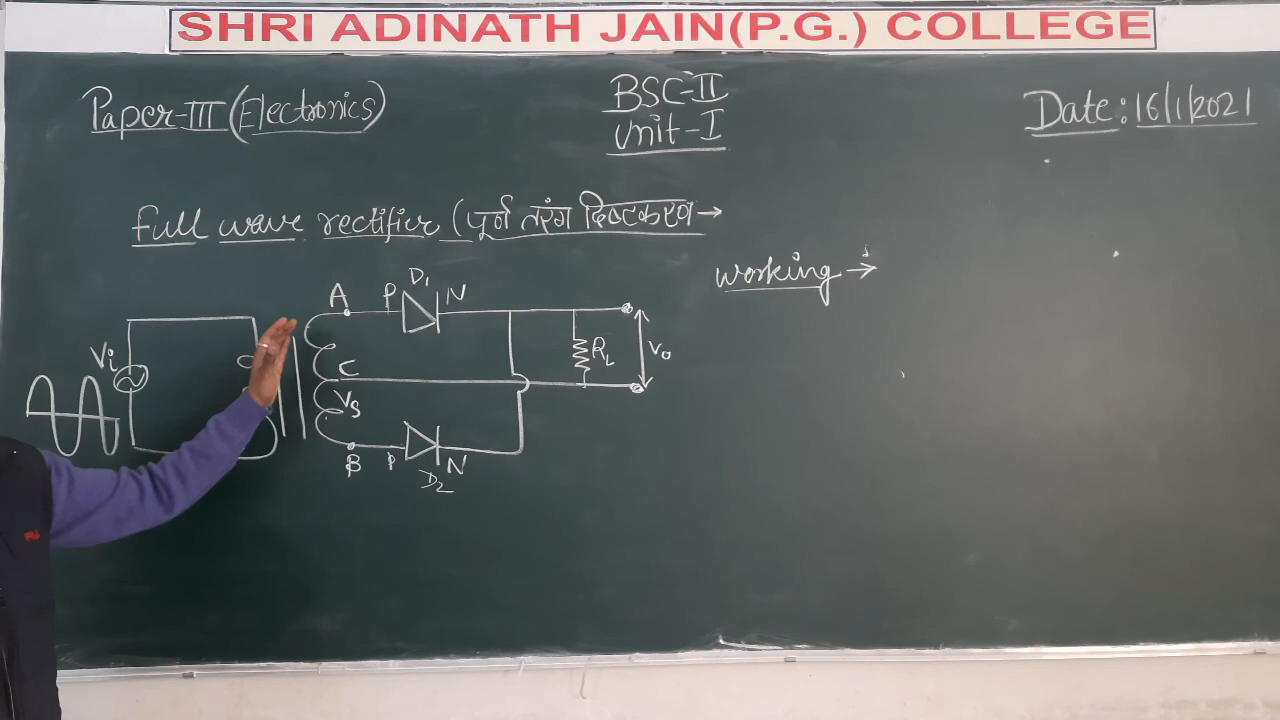 SHRI ADINATH JAIN(P.G.) COLLEGE
Paper-III (Electronics)
BSC-II
Unit-I
Date: 16/1/2021
Full wave rectifier (पूर्ण तरंग दिष्टकरण →
Working →
A
P
D1
N
Vi
C
RL
Vo
VS
B
P
N
D2